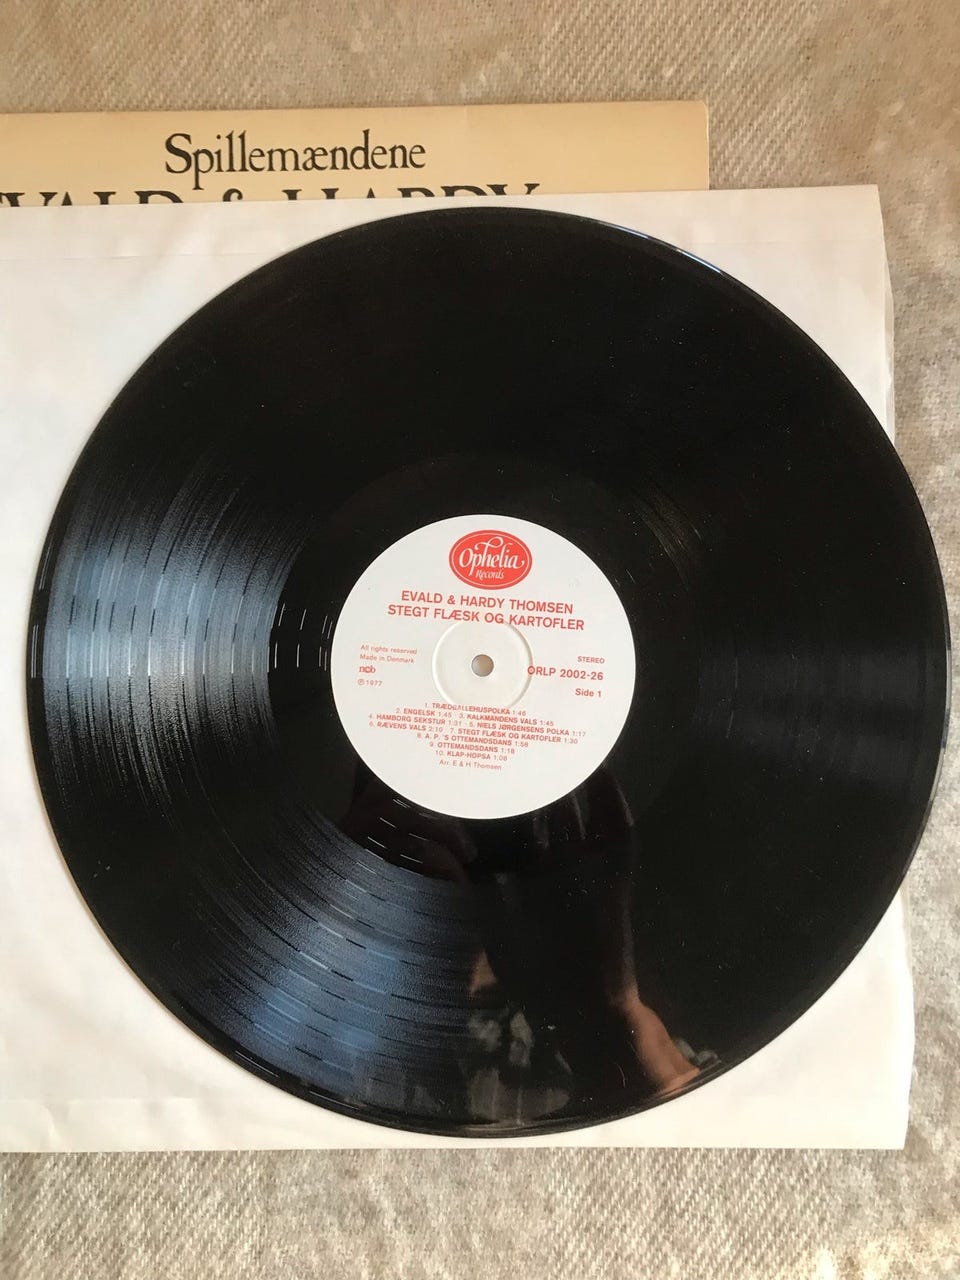 Spillemændene
EVALD & HARDY
Ophelia
Records
EVALD & HARDY THOMSEN
STEGT FLÆSK OG KARTOFLER
All rights reserved
Made in Denmark
ncb
Ⓟ 1977
STEREO
ORLP 2002-26
Side 1
1. TRÆDBALLEHUSPOLKA 1:46
2. ENGELSK 1:45 3. KALKMANDENS VALS 1:45
4. HAMBORG SEKSTUR 1:31 - 5. NIELS JØRGENSENS POLKA 1:17
6. RÆVENS VALS 2:10 7. STEGT FLÆSK OG KARTOFLER 1:30
8. A. P. 'S OTTEMANDSDANS 1:58
9. OTTEMANDSDANS 1:18
10. KLAP-HOPSA 1:08
Arr. E & H Thomsen